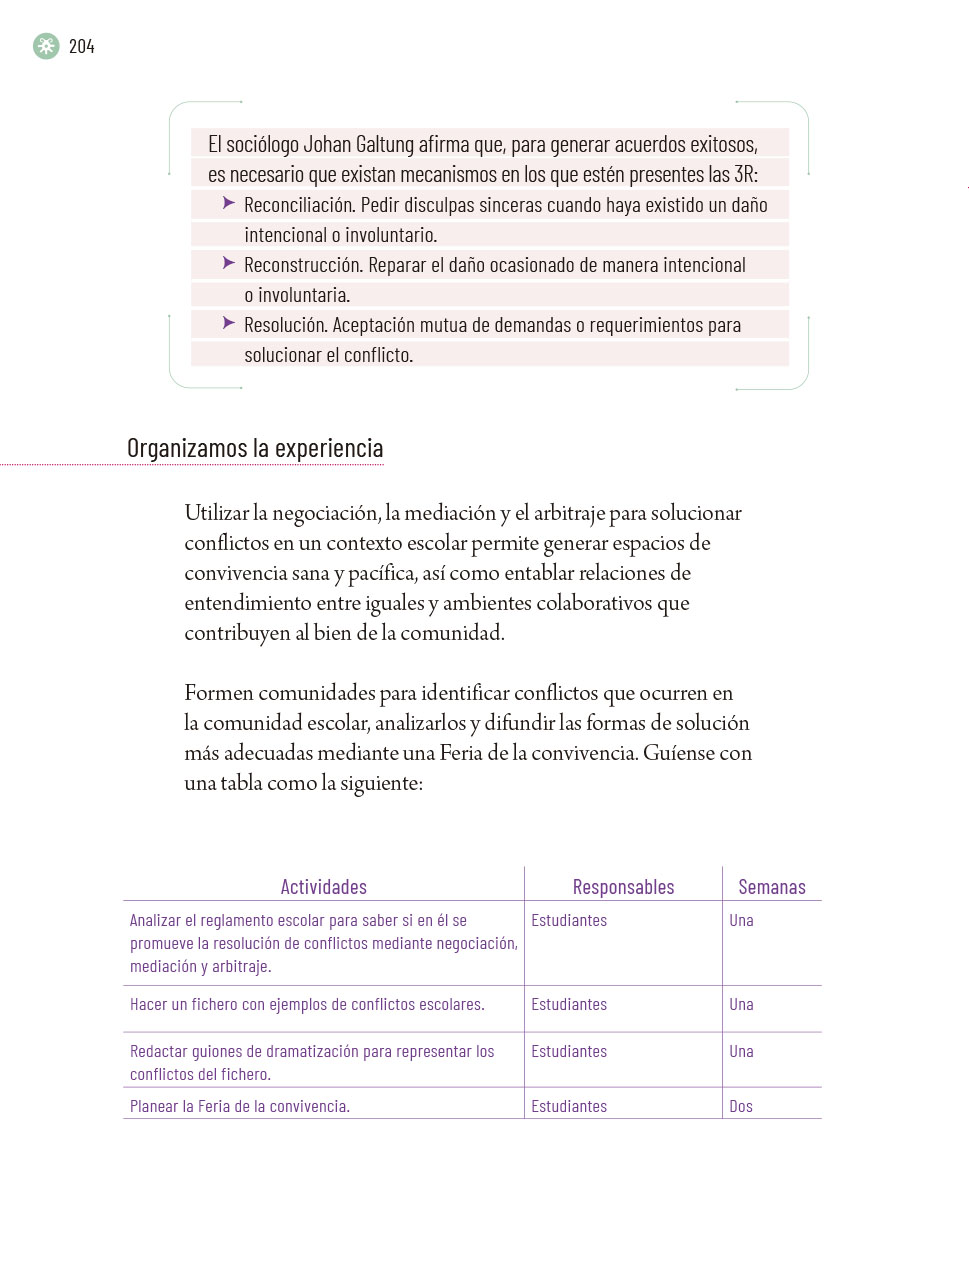 204
El sociólogo Johan Galtung afirma que, para generar acuerdos exitosos,
es necesario que existan mecanismos en los que estén presentes las 3R:
Reconciliación. Pedir disculpas sinceras cuando haya existido un daño
intencional o involuntario.
Reconstrucción. Reparar el daño ocasionado de manera intencional
o involuntaria.
Resolución. Aceptación mutua de demandas o requerimientos para
solucionar el conflicto.
Organizamos la experiencia
Utilizar la negociación, la mediación y el arbitraje para solucionar
conflictos en un contexto escolar permite generar espacios de
convivencia sana y pacífica, así como entablar relaciones de
entendimiento entre iguales y ambientes colaborativos que
contribuyen al bien de la comunidad.
Formen comunidades para identificar conflictos que ocurren en
la comunidad escolar, analizarlos y difundir las formas de solución
más adecuadas mediante una Feria de la convivencia. Guíense con
una tabla como la siguiente:
Actividades Responsables Semanas
Analizar el reglamento escolar para saber si en él se Estudiantes Una
promueve la resolución de conflictos mediante negociación,
mediación y arbitraje.
Hacer un fichero con ejemplos de conflictos escolares. Estudiantes Una
Redactar guiones de dramatización para representar los Estudiantes Una
conflictos del fichero.
Planear la Feria de la convivencia. Estudiantes Dos